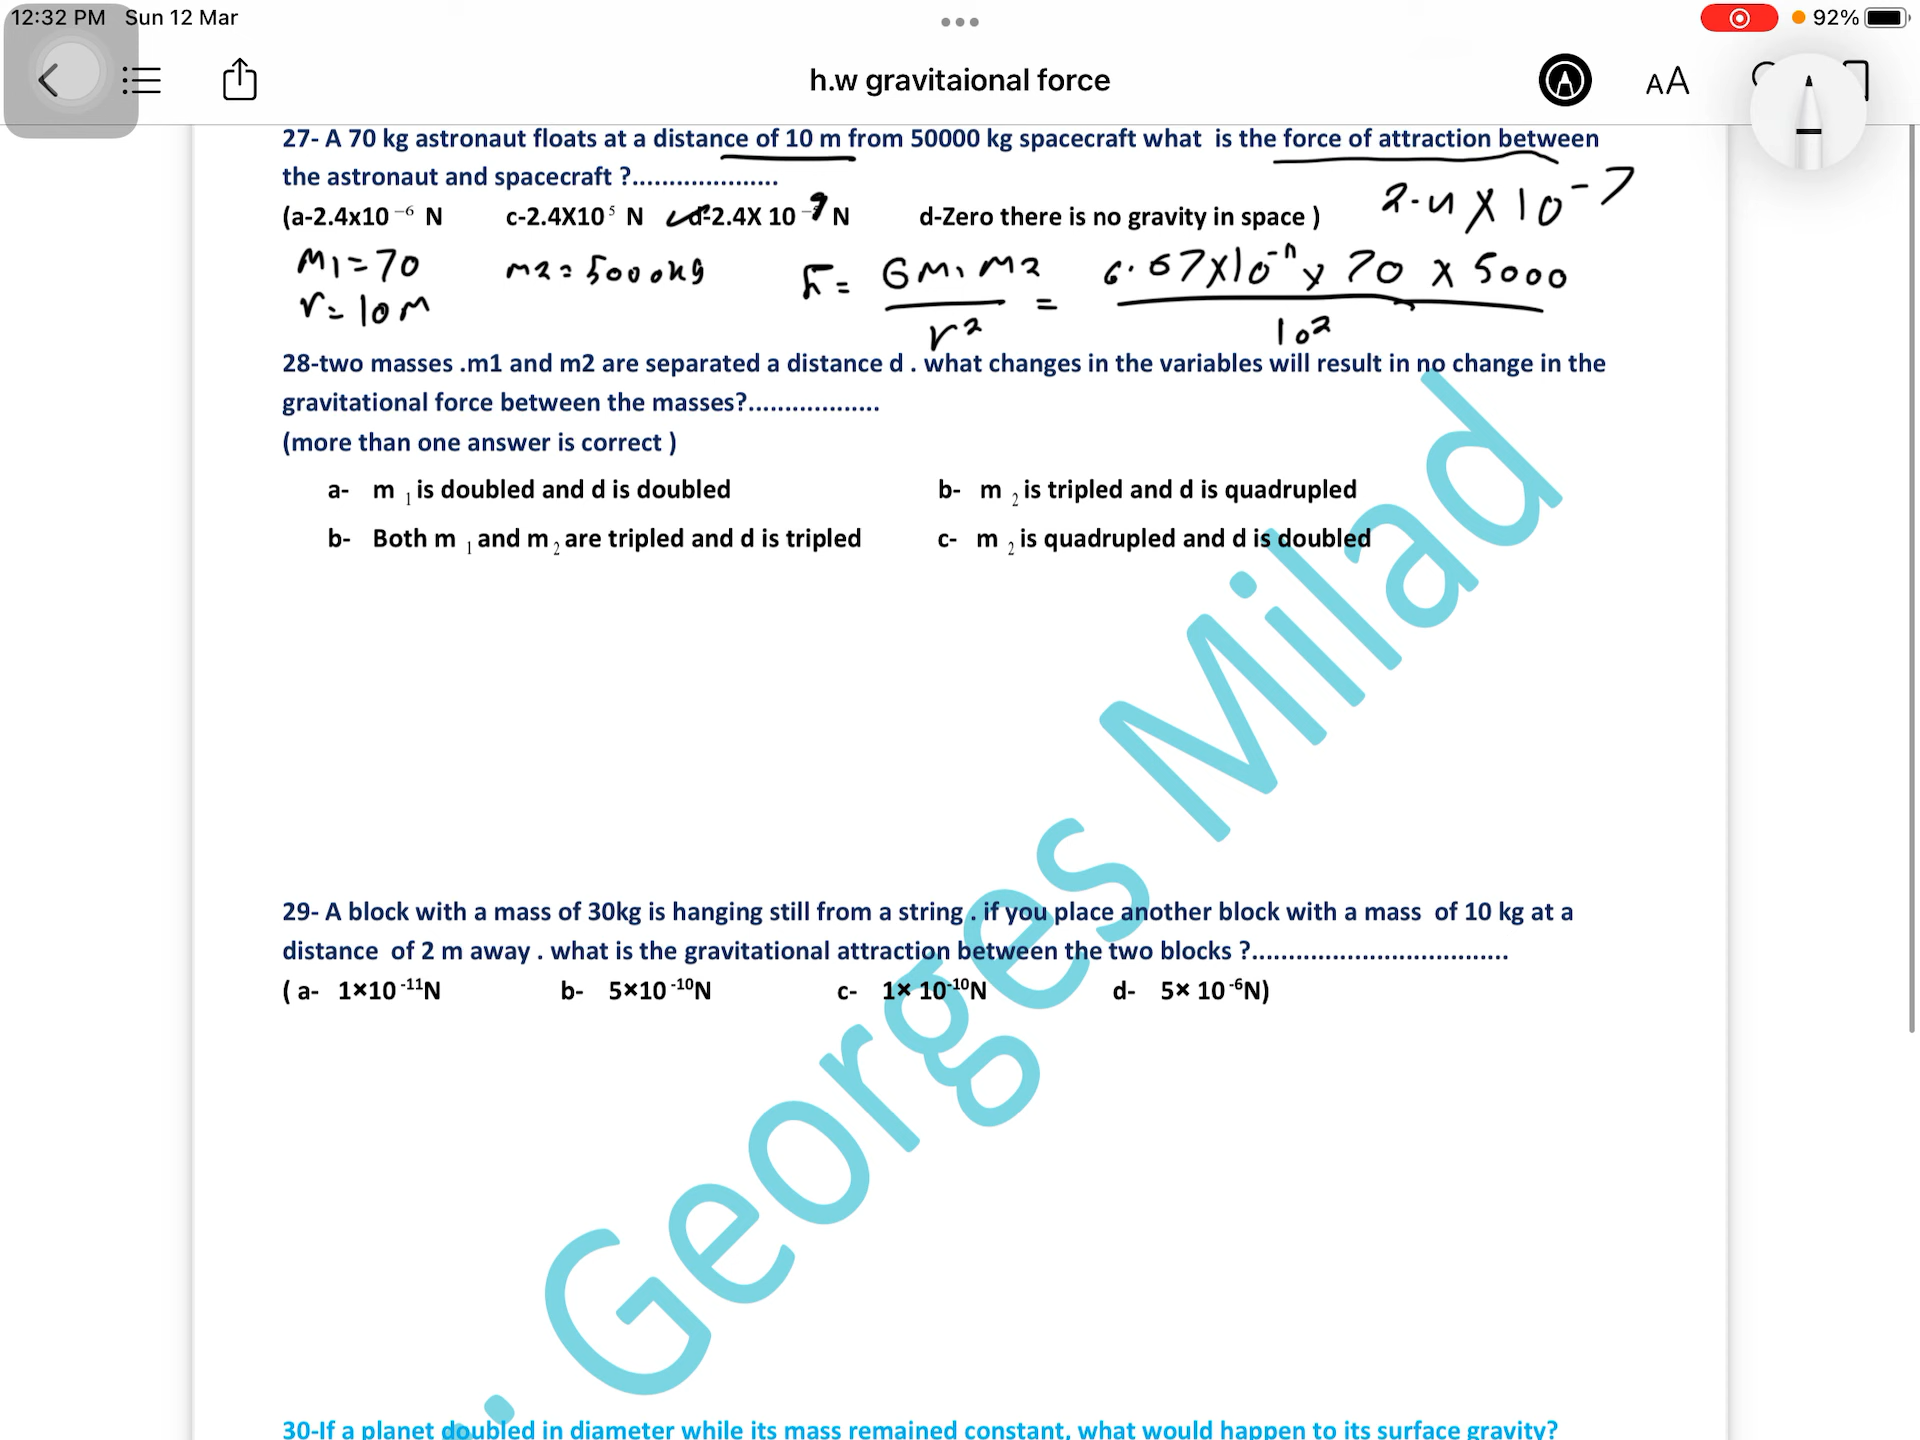 12:32 PM Sun 12 Mar
92%
h.w gravitaional force
AA
27- A 70 kg astronaut floats at a distance of 10 m from 50000 kg spacecraft what is the force of attraction between
the astronaut and spacecraft ?....................
(a-2.4x10 ⁻⁶ N c-2.4X10 ⁵ N 2.4X 10 N d-Zero there is no gravity in space )
2.4 X 10⁻⁷
M1=70 m2=5000kg F= GM1M2/r² = 6.67X10⁻¹¹ x 70 x 5000/10²
r=10m
28-two masses .m1 and m2 are separated a distance d . what changes in the variables will result in no change in the
gravitational force between the masses?..................
(more than one answer is correct )
a- m ₁ is doubled and d is doubled b- m ₂ is tripled and d is quadrupled
b- Both m ₁ and m ₂ are tripled and d is tripled c- m ₂ is quadrupled and d is doubled
29- A block with a mass of 30kg is hanging still from a string . if you place another block with a mass of 10 kg at a
distance of 2 m away . what is the gravitational attraction between the two blocks ?...................................
( a- 1×10 ⁻¹¹N b- 5×10 ⁻¹⁰N c- 1× 10⁻¹⁰N d- 5× 10 ⁻⁶N)
30-If a planet doubled in diameter while its mass remained constant, what would happen to its surface gravity?
. Georges Milad